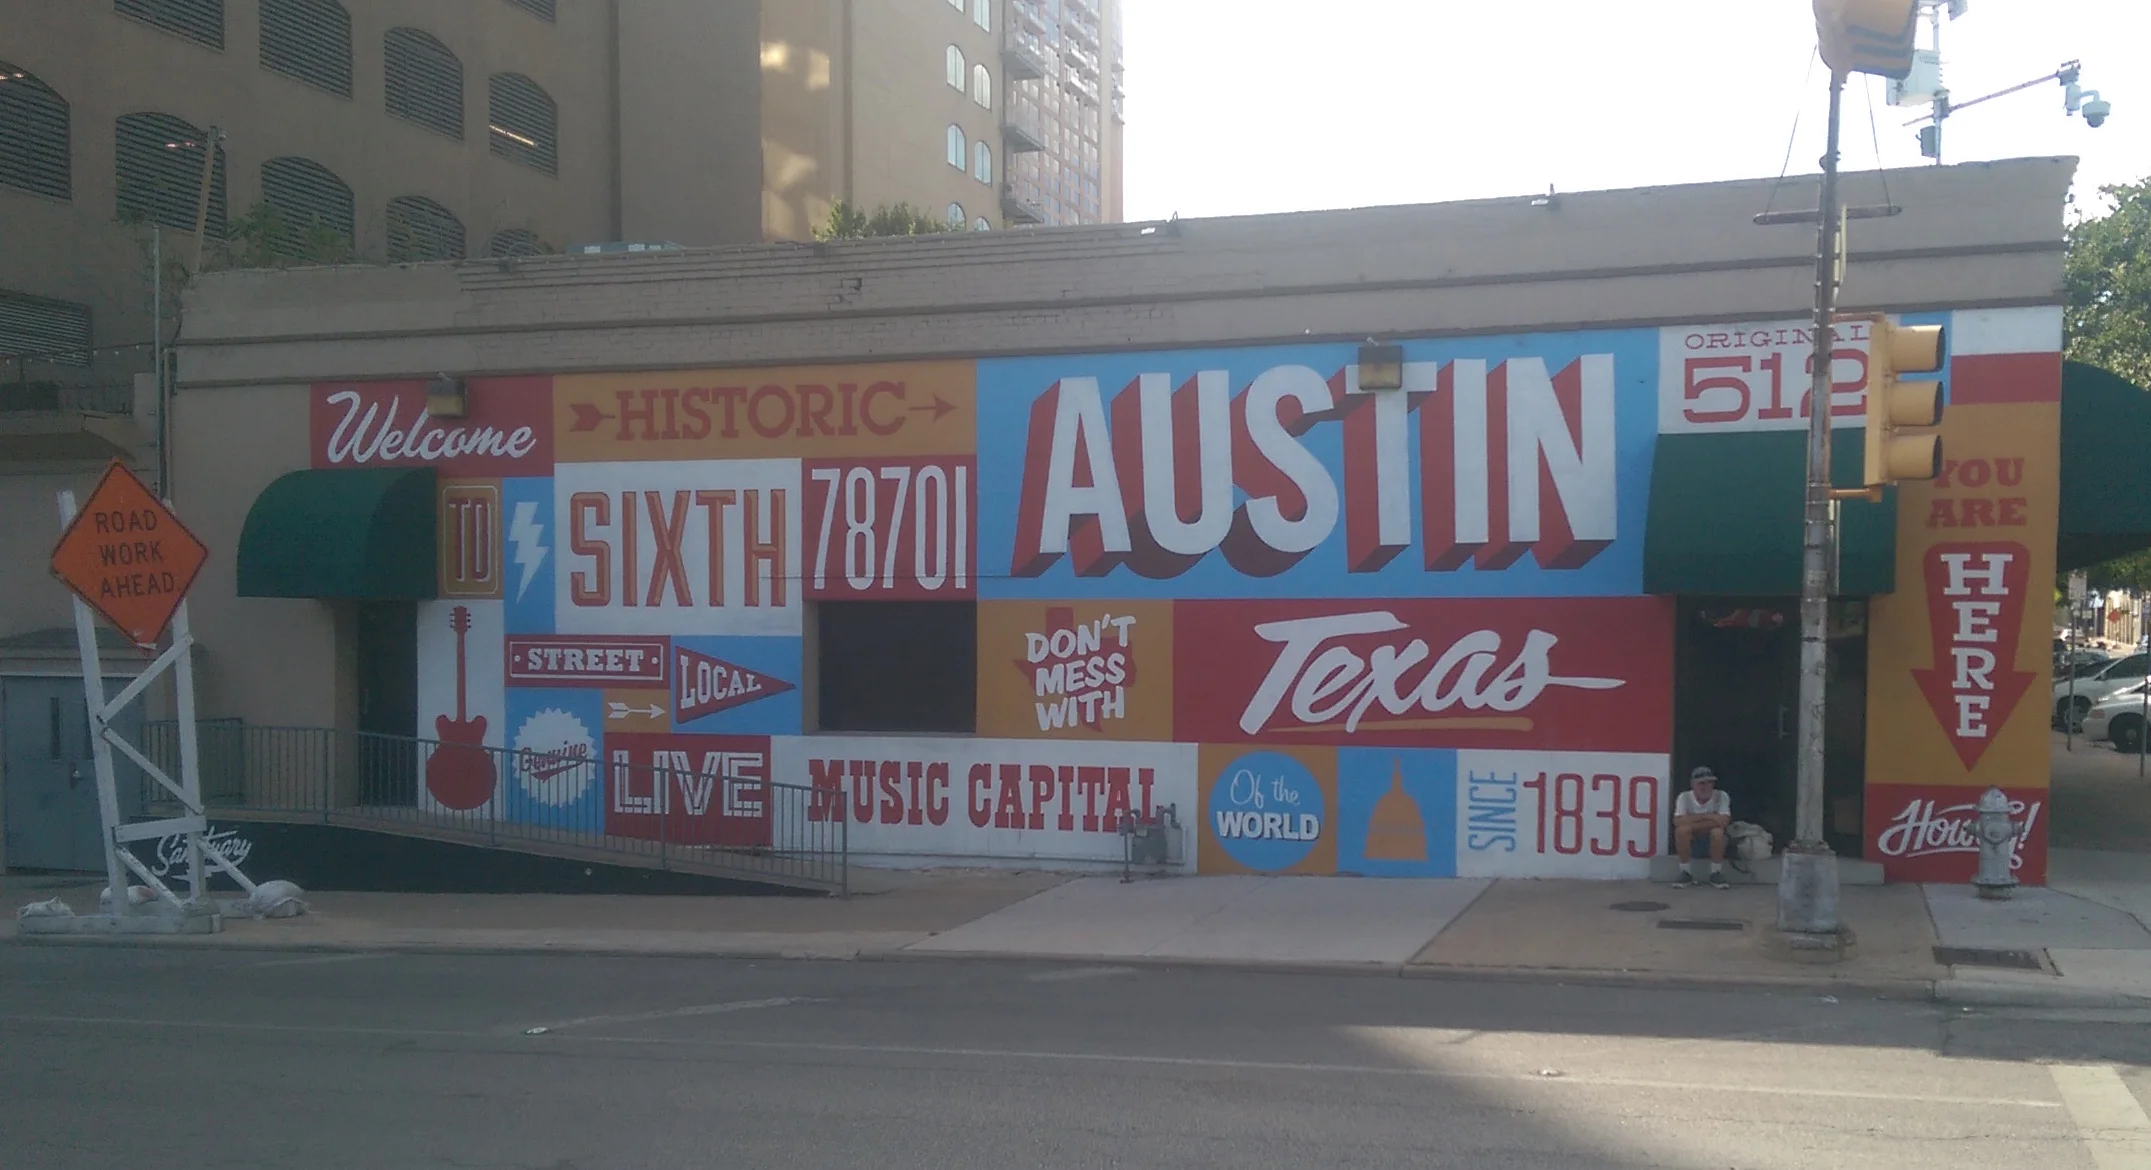 ROAD
WORK
AHEAD
Welcome
TO
HISTORIC
SIXTH
78701
STREET
LOCAL
Genuine
LIVE
MUSIC CAPITAL
Of the
WORLD
AUSTIN
DON'T
MESS
WITH
Texas
SINCE
1839
ORIGINAL
512
YOU
ARE
HERE
Howdy!
Sanctuary